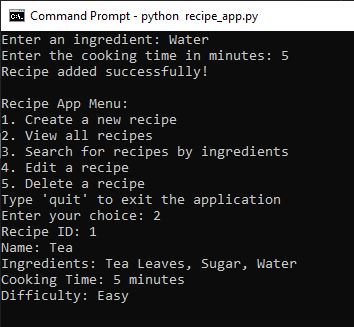 Command Prompt - python recipe_app.py
Enter an ingredient: Water
Enter the cooking time in minutes: 5
Recipe added successfully!

Recipe App Menu:
1. Create a new recipe
2. View all recipes
3. Search for recipes by ingredients
4. Edit a recipe
5. Delete a recipe
Type 'quit' to exit the application
Enter your choice: 2
Recipe ID: 1
Name: Tea
Ingredients: Tea Leaves, Sugar, Water
Cooking Time: 5 minutes
Difficulty: Easy